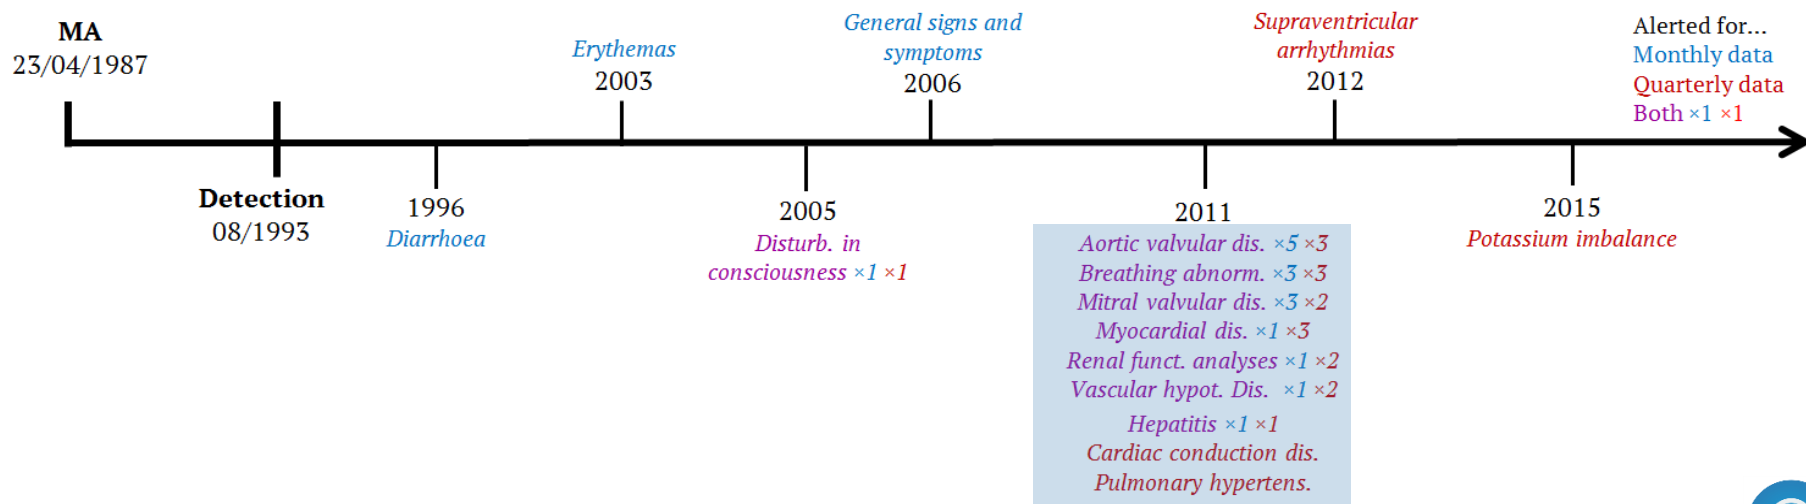 MA
23/04/1987
Detection
08/1993
1996
Diarrhoea
Erythemas
2003
2005
Disturb. in
consciousness ×1 ×1
General signs and
symptoms
2006
2011
Aortic valvular dis. ×5 ×3
Breathing abnorm. ×3 ×3
Mitral valvular dis. ×3 ×2
Myocardial dis. ×1 ×3
Renal funct. analyses ×1 ×2
Vascular hypot. Dis. ×1 ×2
Hepatitis ×1 ×1
Cardiac conduction dis.
Pulmonary hypertens.
Supraventricular
arrhythmias
2012
2015
Potassium imbalance
Alerted for...
Monthly data
Quarterly data
Both ×1 ×1